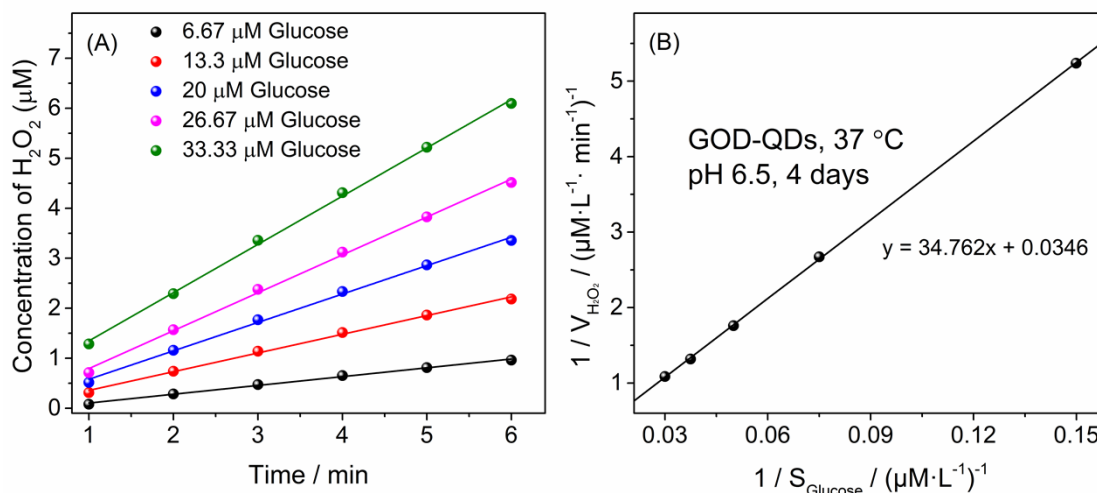 (A)
6.67 μM Glucose
13.3 μM Glucose
20 μM Glucose
26.67 μM Glucose
33.33 μM Glucose
Concentration of H₂O₂ (μM)
7
6
5
4
3
2
1
0
1 2 3 4 5 6
Time / min
(B)
GOD-QDs, 37 °C
pH 6.5, 4 days
y = 34.762x + 0.0346
1 / V_H₂O₂ / (μM·L⁻¹· min⁻¹)⁻¹
5
4
3
2
1
0.03 0.06 0.09 0.12 0.15
1 / S_Glucose / (μM·L⁻¹)⁻¹